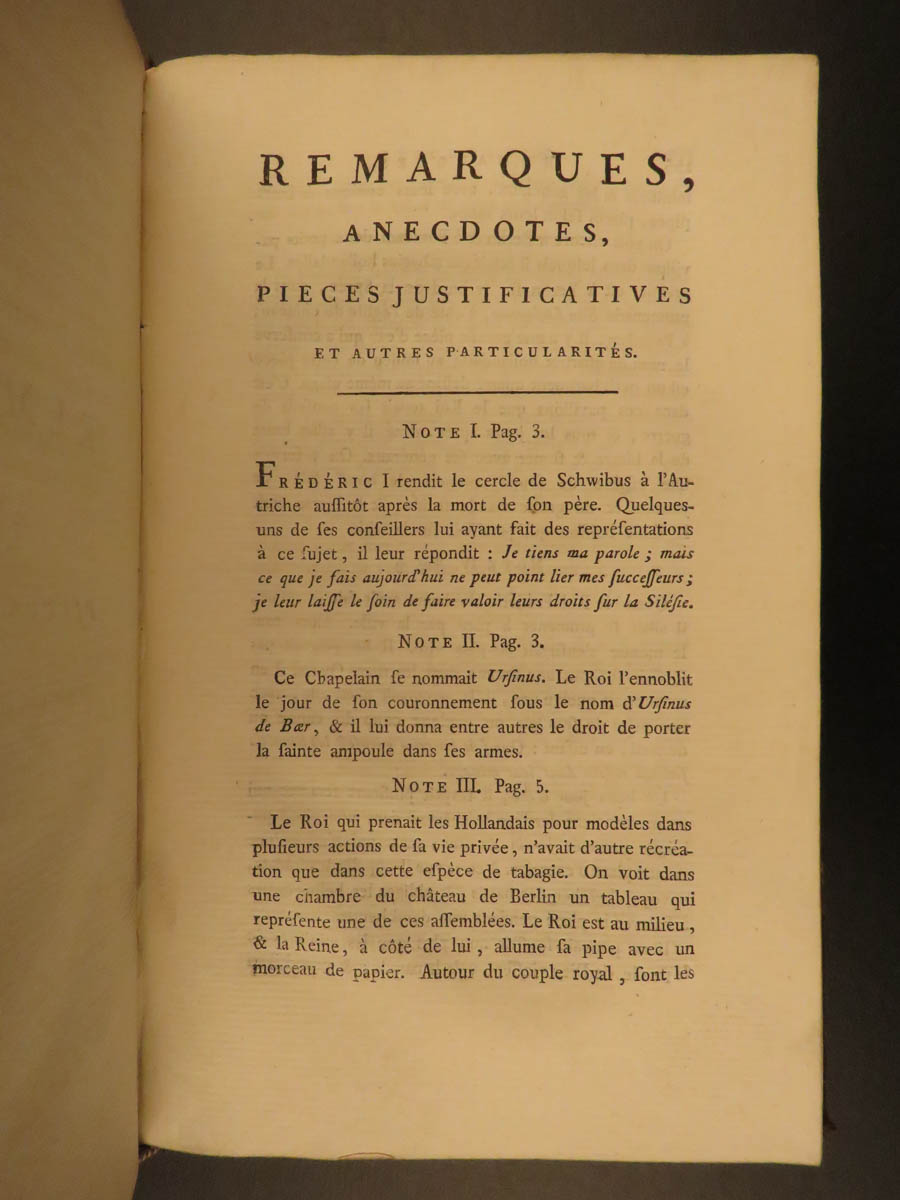 REMARQUES,
ANECDOTES,
PIECES JUSTIFICATIVES
ET AUTRES PARTICULARITÉS.
NOTE I. Pag. 3.
FRÉDÉRIC I rendit le cercle de Schwibus à l'Au-
triche auſſitôt après la mort de ſon père. Quelques-
uns de ſes conſeillers lui ayant fait des repréſentations
à ce ſujet, il leur répondit : Je tiens ma parole ; mais
ce que je fais aujourd'hui ne peut point lier mes ſucceſſeurs ;
je leur laiſſe le ſoin de faire valoir leurs droits ſur la Siléſie.
NOTE II. Pag. 3.
Ce Chapelain ſe nommait Urſinus. Le Roi l'ennoblit
le jour de ſon couronnement ſous le nom d'Urſinus
de Bær, & il lui donna entre autres le droit de porter
la ſainte ampoule dans ſes armes.
NOTE III. Pag. 5.
Le Roi qui prenait les Hollandais pour modèles dans
pluſieurs actions de ſa vie privée, n'avait d'autre récréa-
tion que dans cette eſpèce de tabagie. On voit dans
une chambre du château de Berlin un tableau qui
repréſente une de ces aſſemblées. Le Roi est au milieu,
& la Reine, à côté de lui, allume ſa pipe avec un
morceau de papier. Autour du couple royal, ſont les